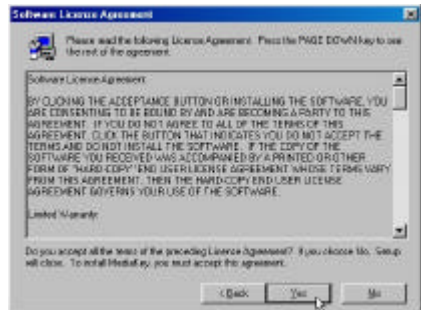 Software License Agreement
Please read the following License Agreement. Press the PAGE DOWN key to see
the rest of the agreement.
Software License Agreement
BY CLICKING THE ACCEPTANCE BUTTON OR INSTALLING THE SOFTWARE, YOU
ARE CONSENTING TO BE BOUND BY AND ARE BECOMING A PARTY TO THIS
AGREEMENT. IF YOU DO NOT AGREE TO ALL OF THE TERMS OF THIS
AGREEMENT, CLICK THE BUTTON THAT INDICATES YOU DO NOT ACCEPT THE
TERMS AND DO NOT INSTALL THE SOFTWARE. IF THE COPY OF THE
SOFTWARE YOU RECEIVED WAS ACCOMPANIED BY A PRINTED OR OTHER
FORM OF "HARD-COPY" END USER LICENSE AGREEMENT WHOSE TERMS VARY
FROM THIS AGREEMENT, THEN THE HARD-COPY END USER LICENSE
AGREEMENT GOVERNS YOUR USE OF THE SOFTWARE.
Limited Warranty:
Do you accept all the terms of the preceding License Agreement? If you choose No, Setup
will close. To install MediaKey, you must accept this agreement.
< Back Yes No